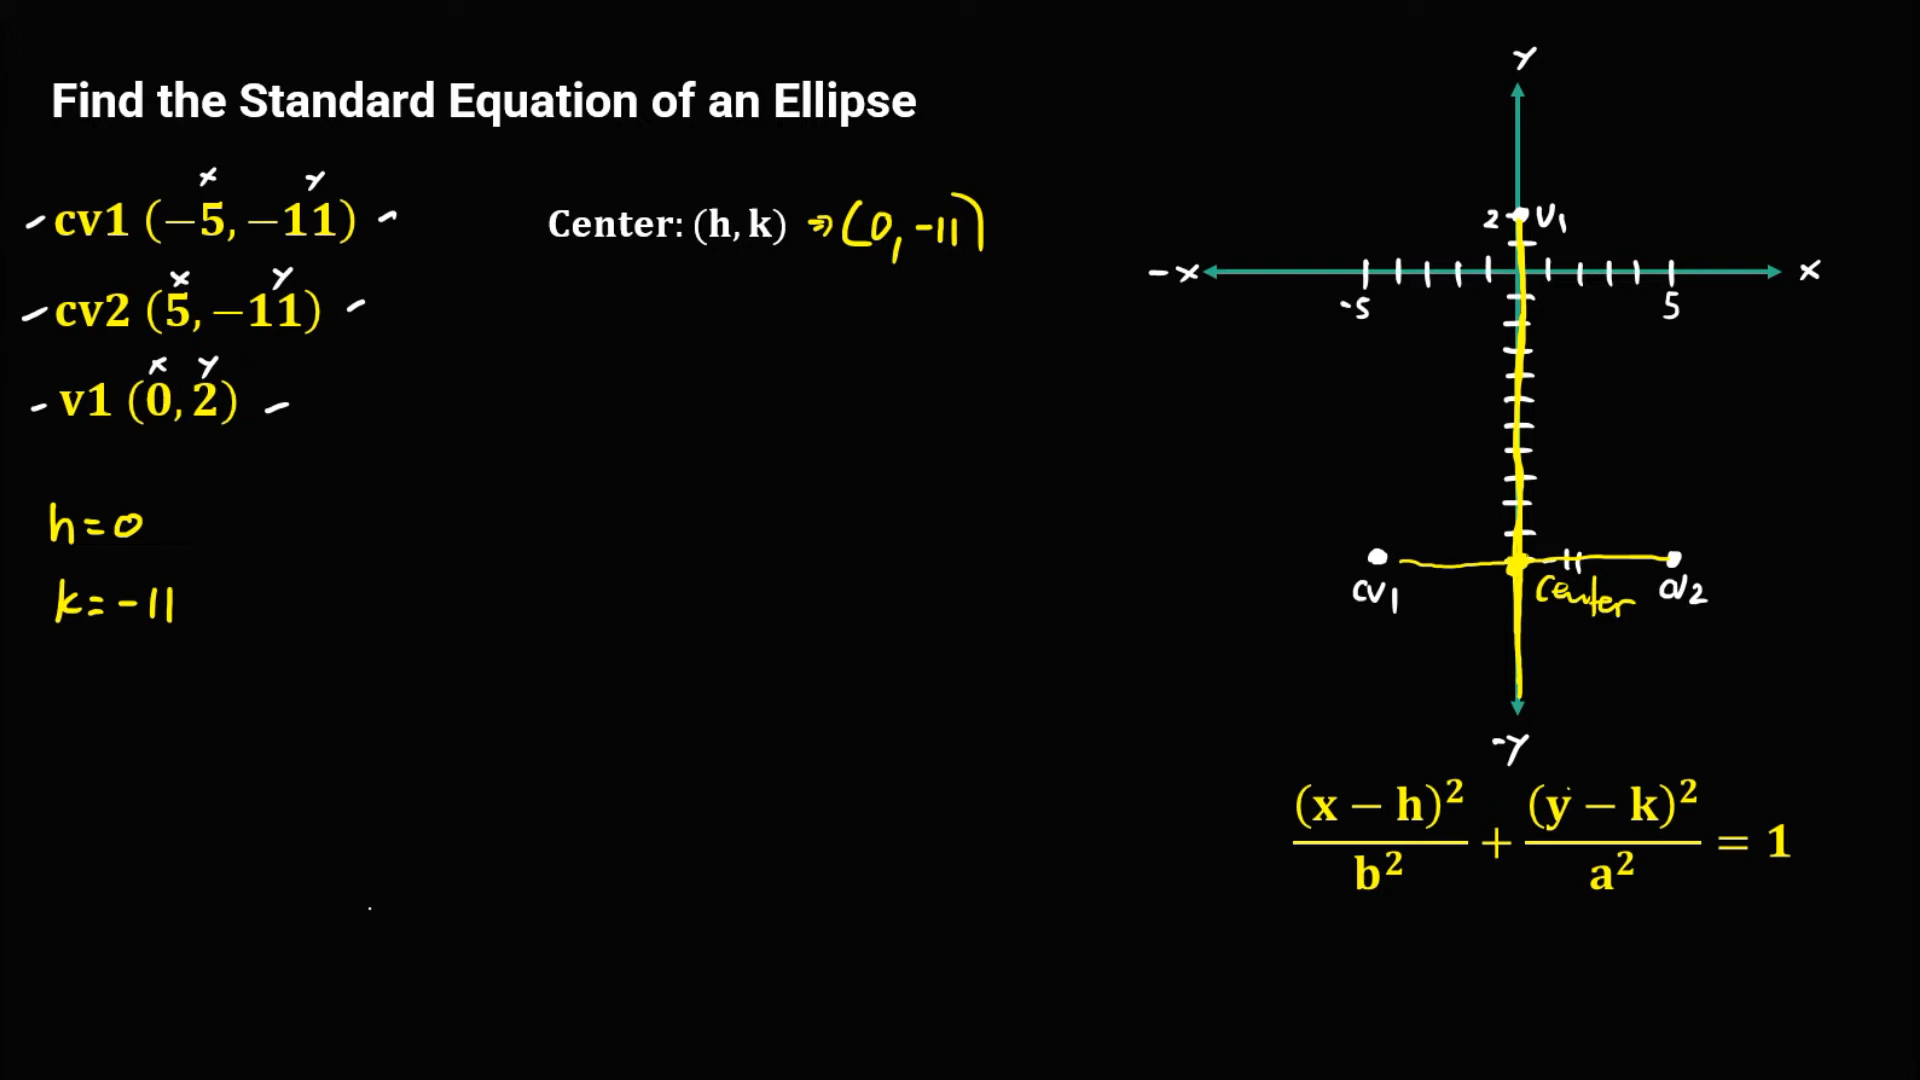 Find the Standard Equation of an Ellipse
x y
- cv1 (−5, −11) -
Center: (h, k) ⇒ (0, -11)
x y
- cv2 (5, −11) -
x y
- v1 (0, 2) -
h = 0
k = -11
Y
2 V1
-x x
-5 5
CV1 Center CV2
-Y
(x − h)² / b² + (y − k)² / a² = 1